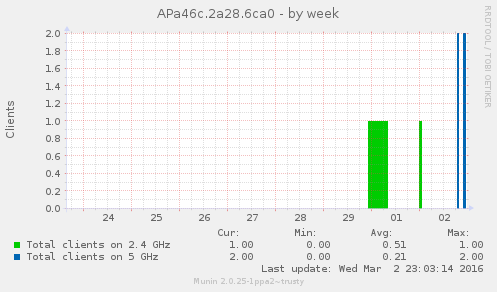 APa46c.2a28.6ca0 - by week
RRDTOOL / TOBI OETIKER
Clients
2.0
1.8
1.6
1.4
1.2
1.0
0.8
0.6
0.4
0.2
0.0
24 25 26 27 28 29 01 02
Cur: Min: Avg: Max:
Total clients on 2.4 GHz 1.00 0.00 0.51 1.00
Total clients on 5 GHz 2.00 0.00 0.21 2.00
Last update: Wed Mar 2 23:03:14 2016
Munin 2.0.25-1ppa2~trusty